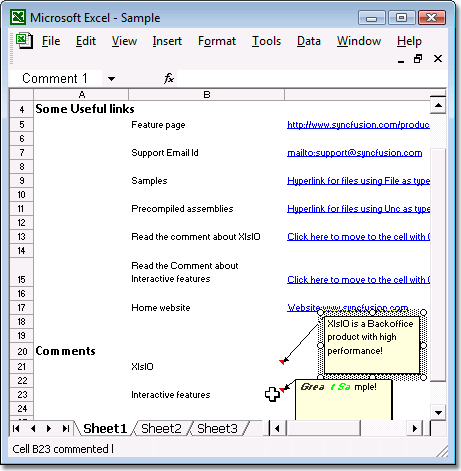 Microsoft Excel - Sample
File Edit View Insert Format Tools Data Window Help
Comment 1 fx
A B
4 Some Useful links
5 Feature page http://www.syncfusion.com/produc
6
7 Support Email Id mailto:support@syncfusion.com
8
9 Samples Hyperlink for files using File as type
10
11 Precompiled assemblies Hyperlink for files using Unc as type
12
13 Read the comment about XlsIO Click here to move to the cell with
14
Read the Comment about
15 Interactive features Click here to move to the cell with
16
17 Home website Website:www.syncfusion.com
18 XlsIO is a Backoffice
product with high
19 performance!
20 Comments
21 XlsIO
22 Grea t Sa mple!
23 Interactive features
24
Sheet1 Sheet2 Sheet3
Cell B23 commented